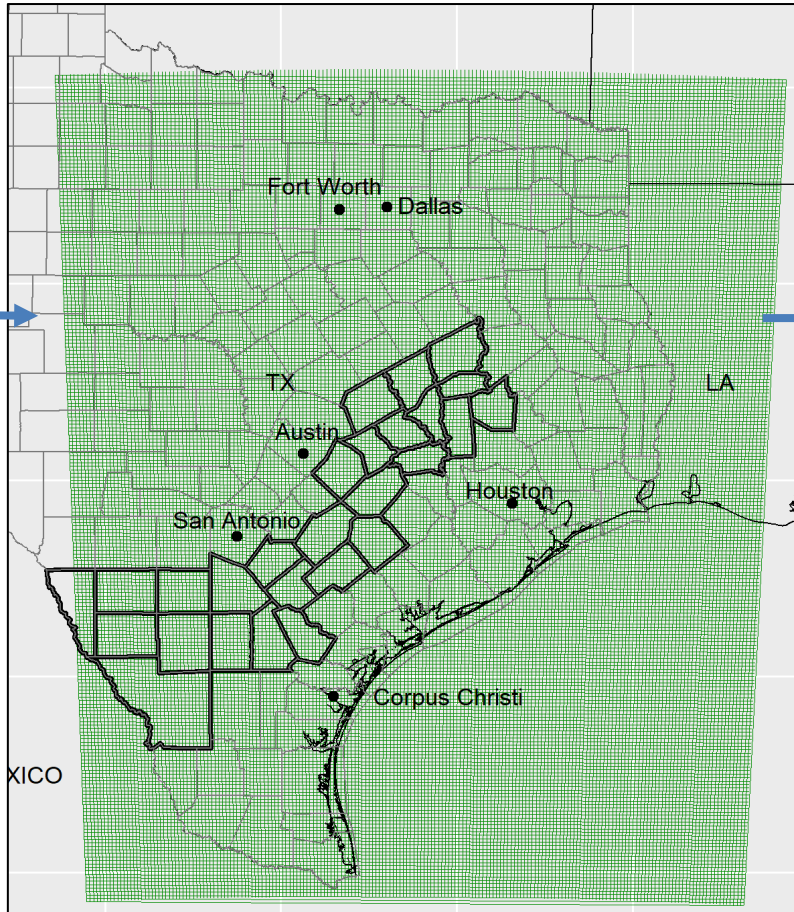 Fort Worth
Dallas
TX
LA
Austin
Houston
San Antonio
Corpus Christi
XICO